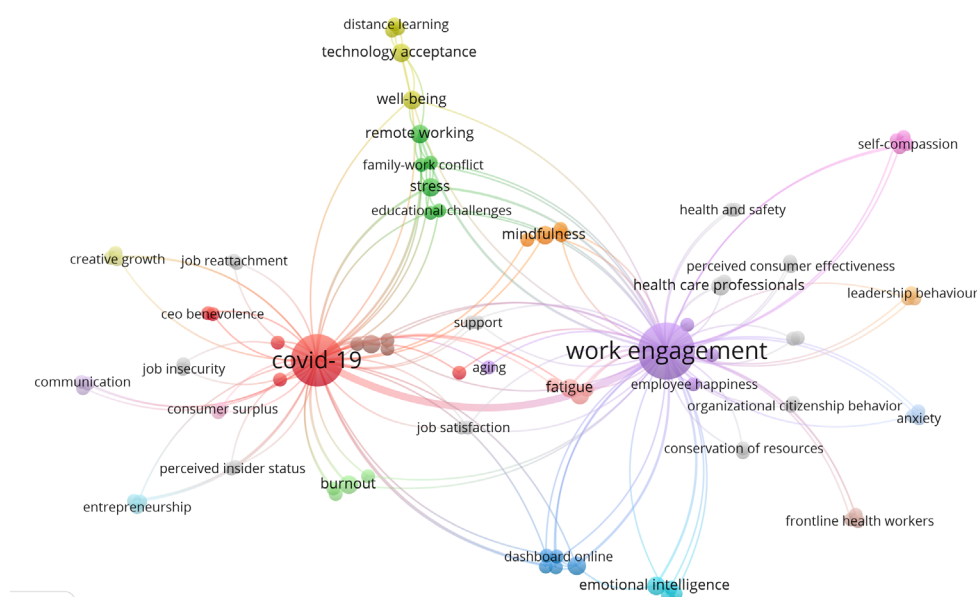 distance learning
technology acceptance
well-being
remote working
self-compassion
family-work conflict
stress
educational challenges
health and safety
mindfulness
creative growth
job reattachment
perceived consumer effectiveness
health care professionals
leadership behaviour
ceo benevolence
support
covid-19
work engagement
job insecurity
aging
communication
fatigue
employee happiness
consumer surplus
organizational citizenship behavior
anxiety
job satisfaction
conservation of resources
perceived insider status
burnout
entrepreneurship
frontline health workers
dashboard online
emotional intelligence